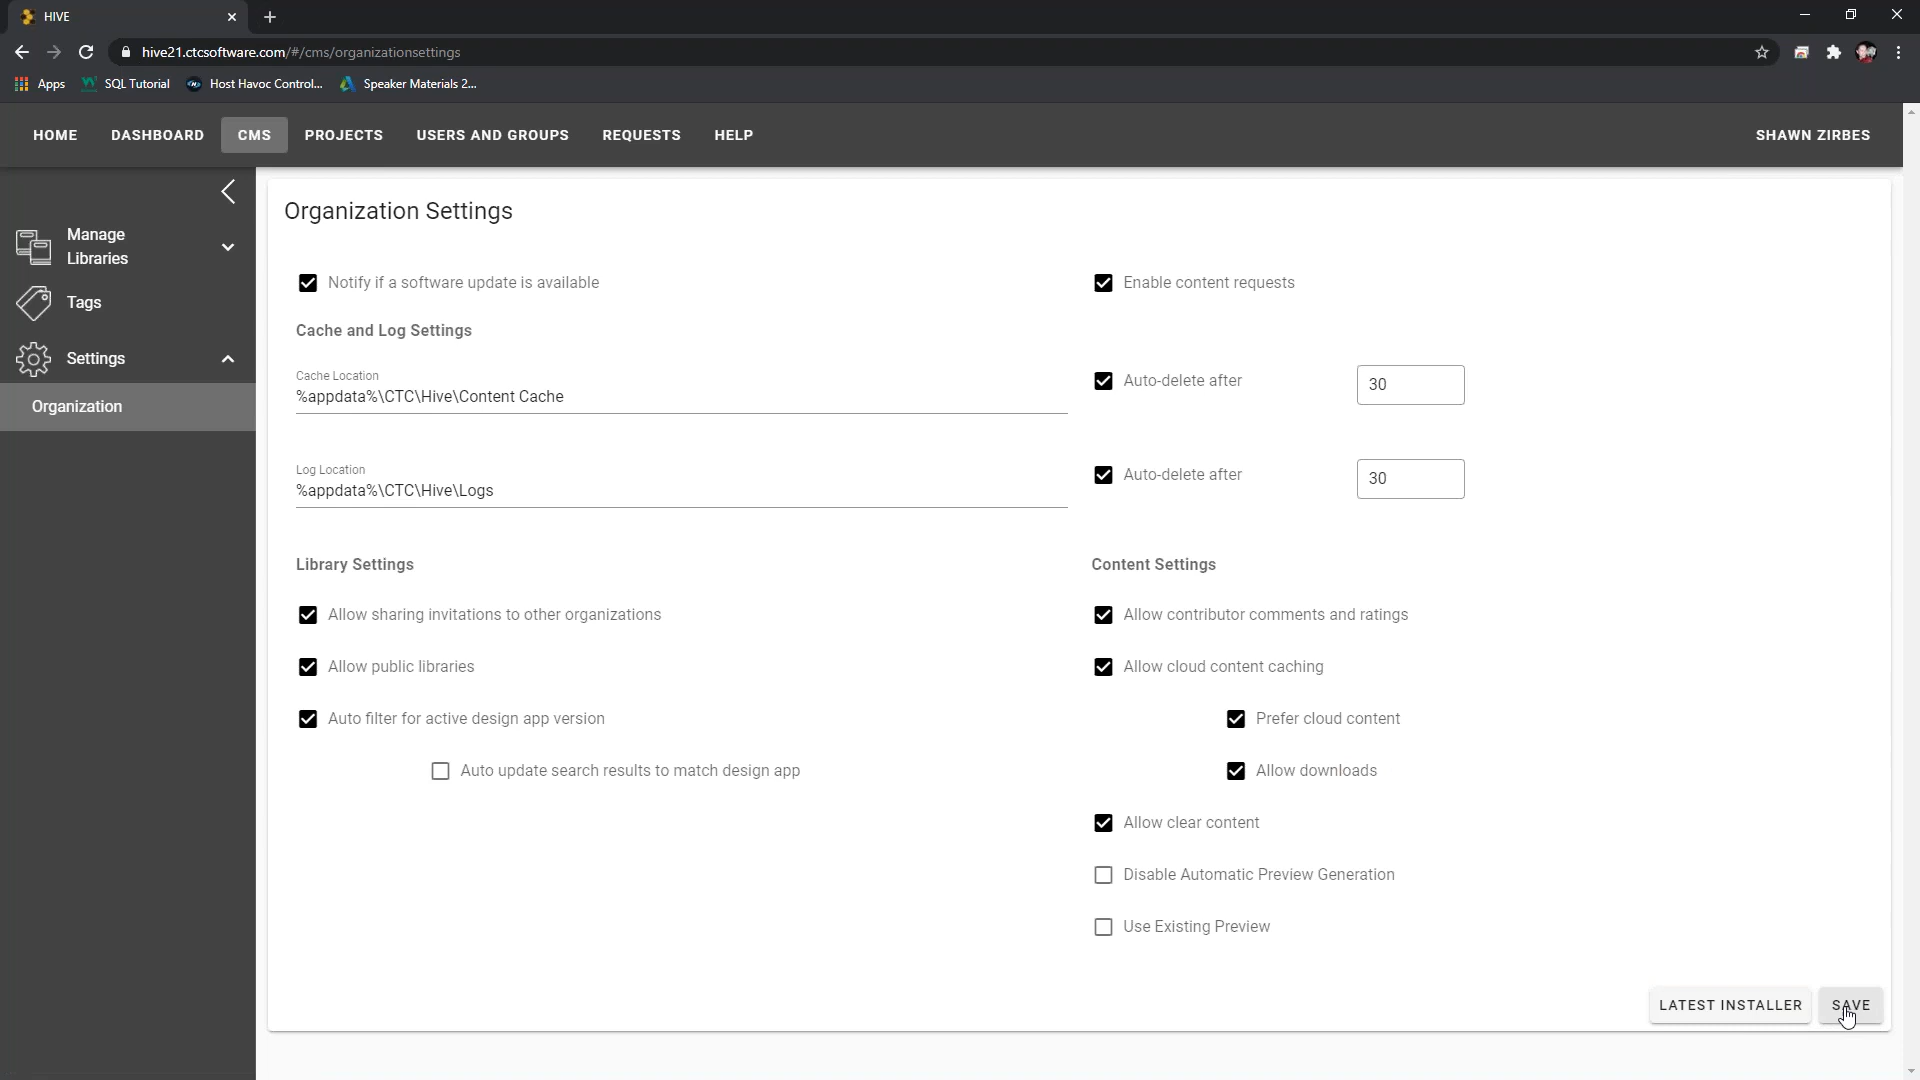 HIVE
hive21.ctcsoftware.com/#/cms/organizationsettings
Apps SQL Tutorial Host Havoc Control... Speaker Materials 2...
HOME DASHBOARD CMS PROJECTS USERS AND GROUPS REQUESTS HELP SHAWN ZIRBES
Manage
Libraries
Tags
Settings
Organization
Organization Settings
Notify if a software update is available
Enable content requests
Cache and Log Settings
Cache Location
%appdata%\CTC\Hive\Content Cache
Auto-delete after 30
Log Location
%appdata%\CTC\Hive\Logs
Auto-delete after 30
Library Settings
Allow sharing invitations to other organizations
Allow public libraries
Auto filter for active design app version
Auto update search results to match design app
Content Settings
Allow contributor comments and ratings
Allow cloud content caching
Prefer cloud content
Allow downloads
Allow clear content
Disable Automatic Preview Generation
Use Existing Preview
LATEST INSTALLER SAVE